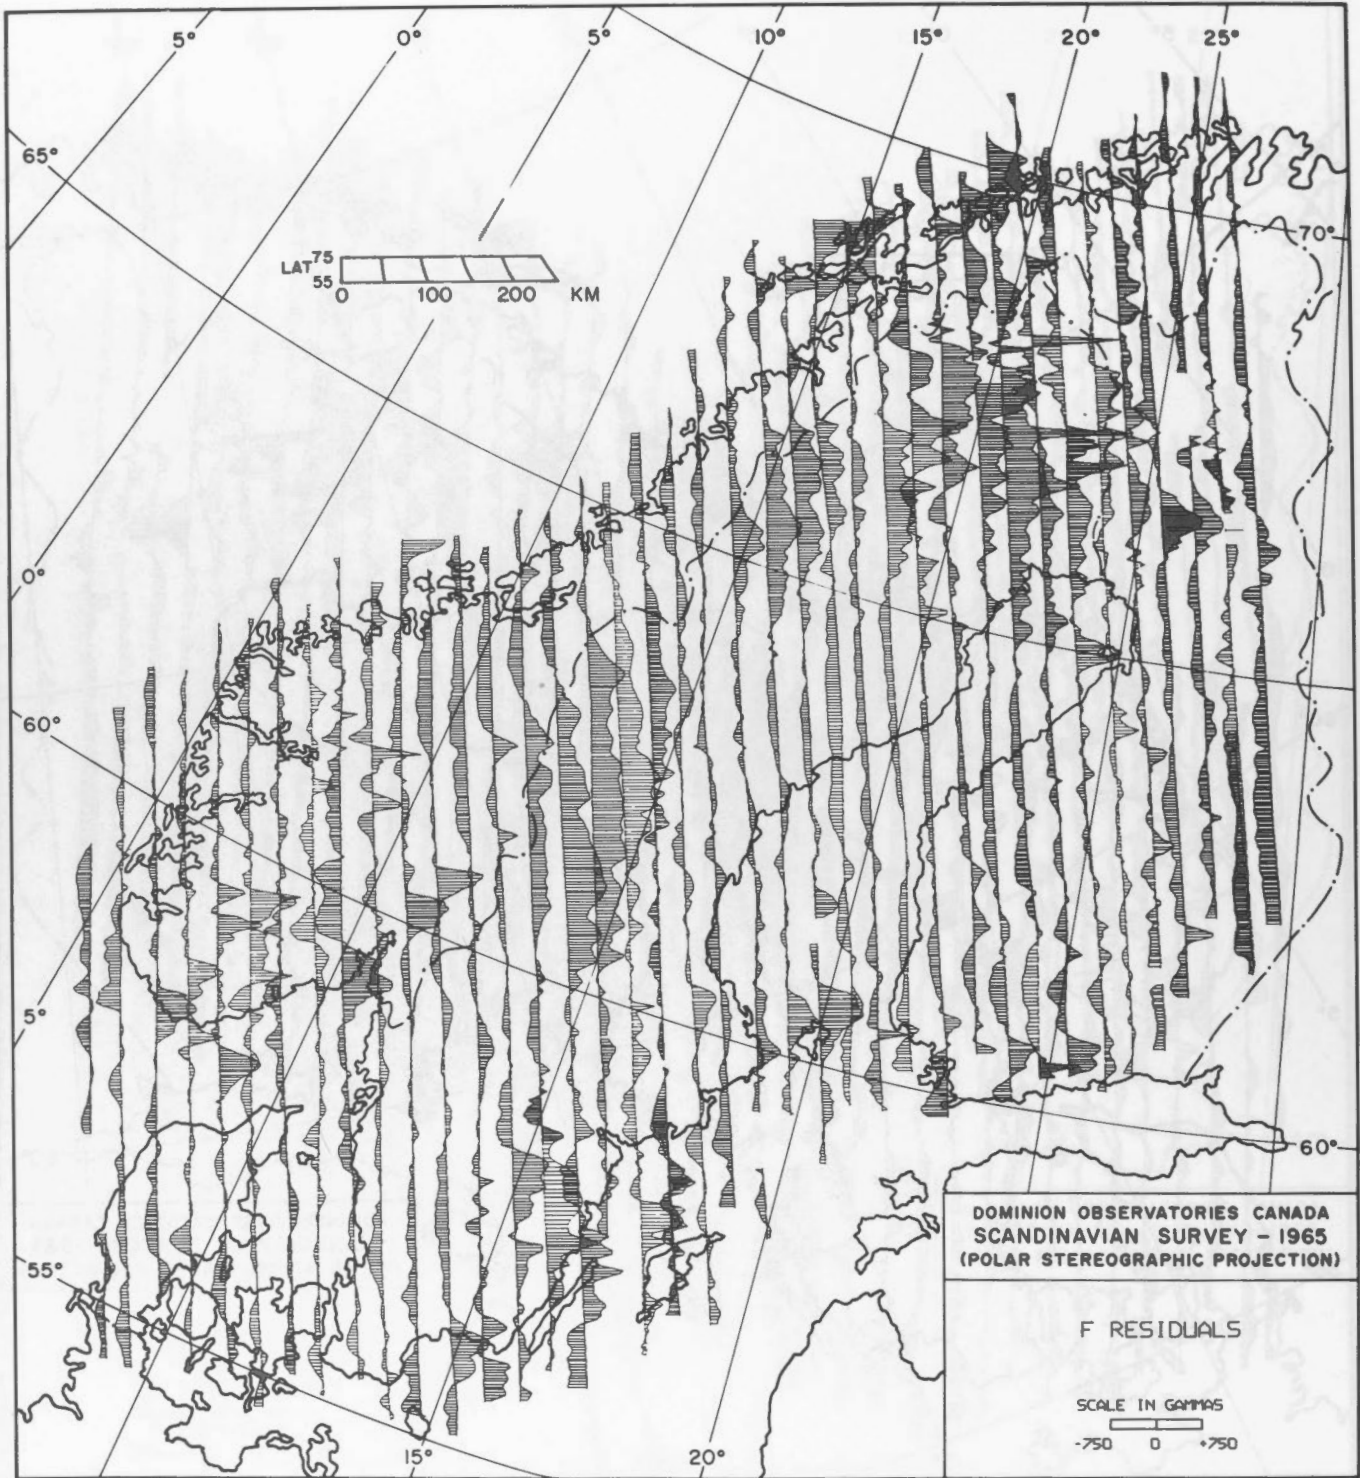 5° 0° 5° 10° 15° 20° 25°
65°
70°
LAT 75
55
0 100 200 KM
0°
60°
5°
60°
55°
15° 20°
DOMINION OBSERVATORIES CANADA
SCANDINAVIAN SURVEY – 1965
(POLAR STEREOGRAPHIC PROJECTION)
F RESIDUALS
SCALE IN GAMMAS
-750 0 +750